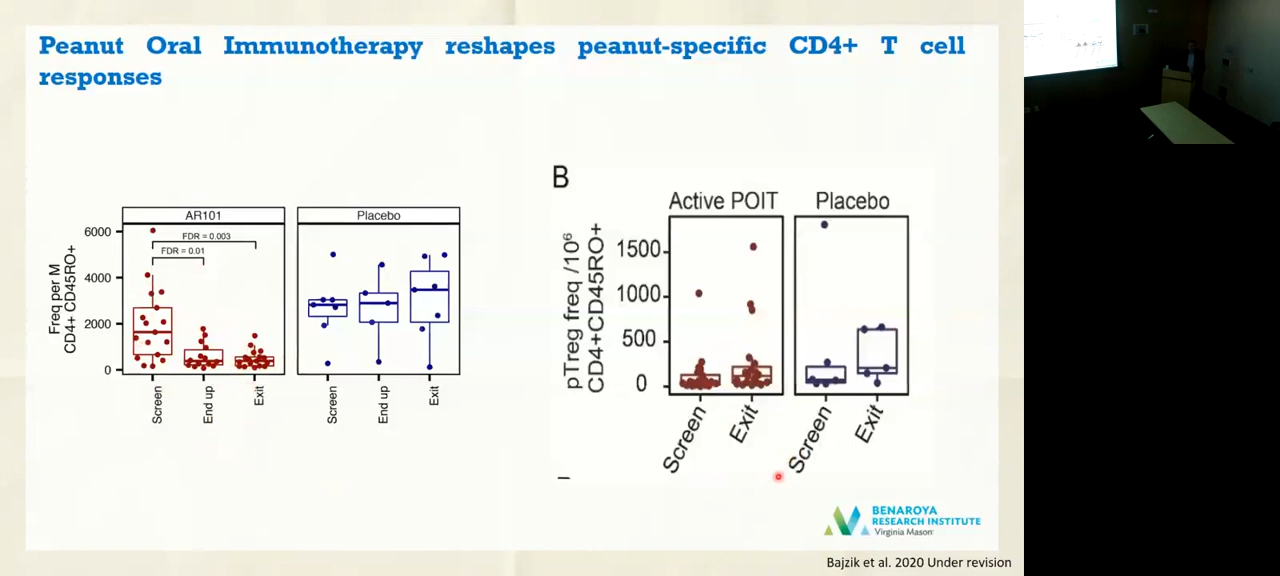 Peanut Oral Immunotherapy reshapes peanut-specific CD4+ T cell
responses
AR101
Placebo
Freq per M
CD4+ CD45RO+
6000
4000
2000
0
FDR = 0.003
FDR = 0.01
Screen
End up
Exit
Screen
End up
Exit
B
Active POIT
Placebo
pTreg freq /10⁶
CD4+CD45RO+
1500
1000
500
0
Screen
Exit
Screen
Exit
BENAROYA
RESEARCH INSTITUTE
Virginia Mason
Bajzik et al. 2020 Under revision